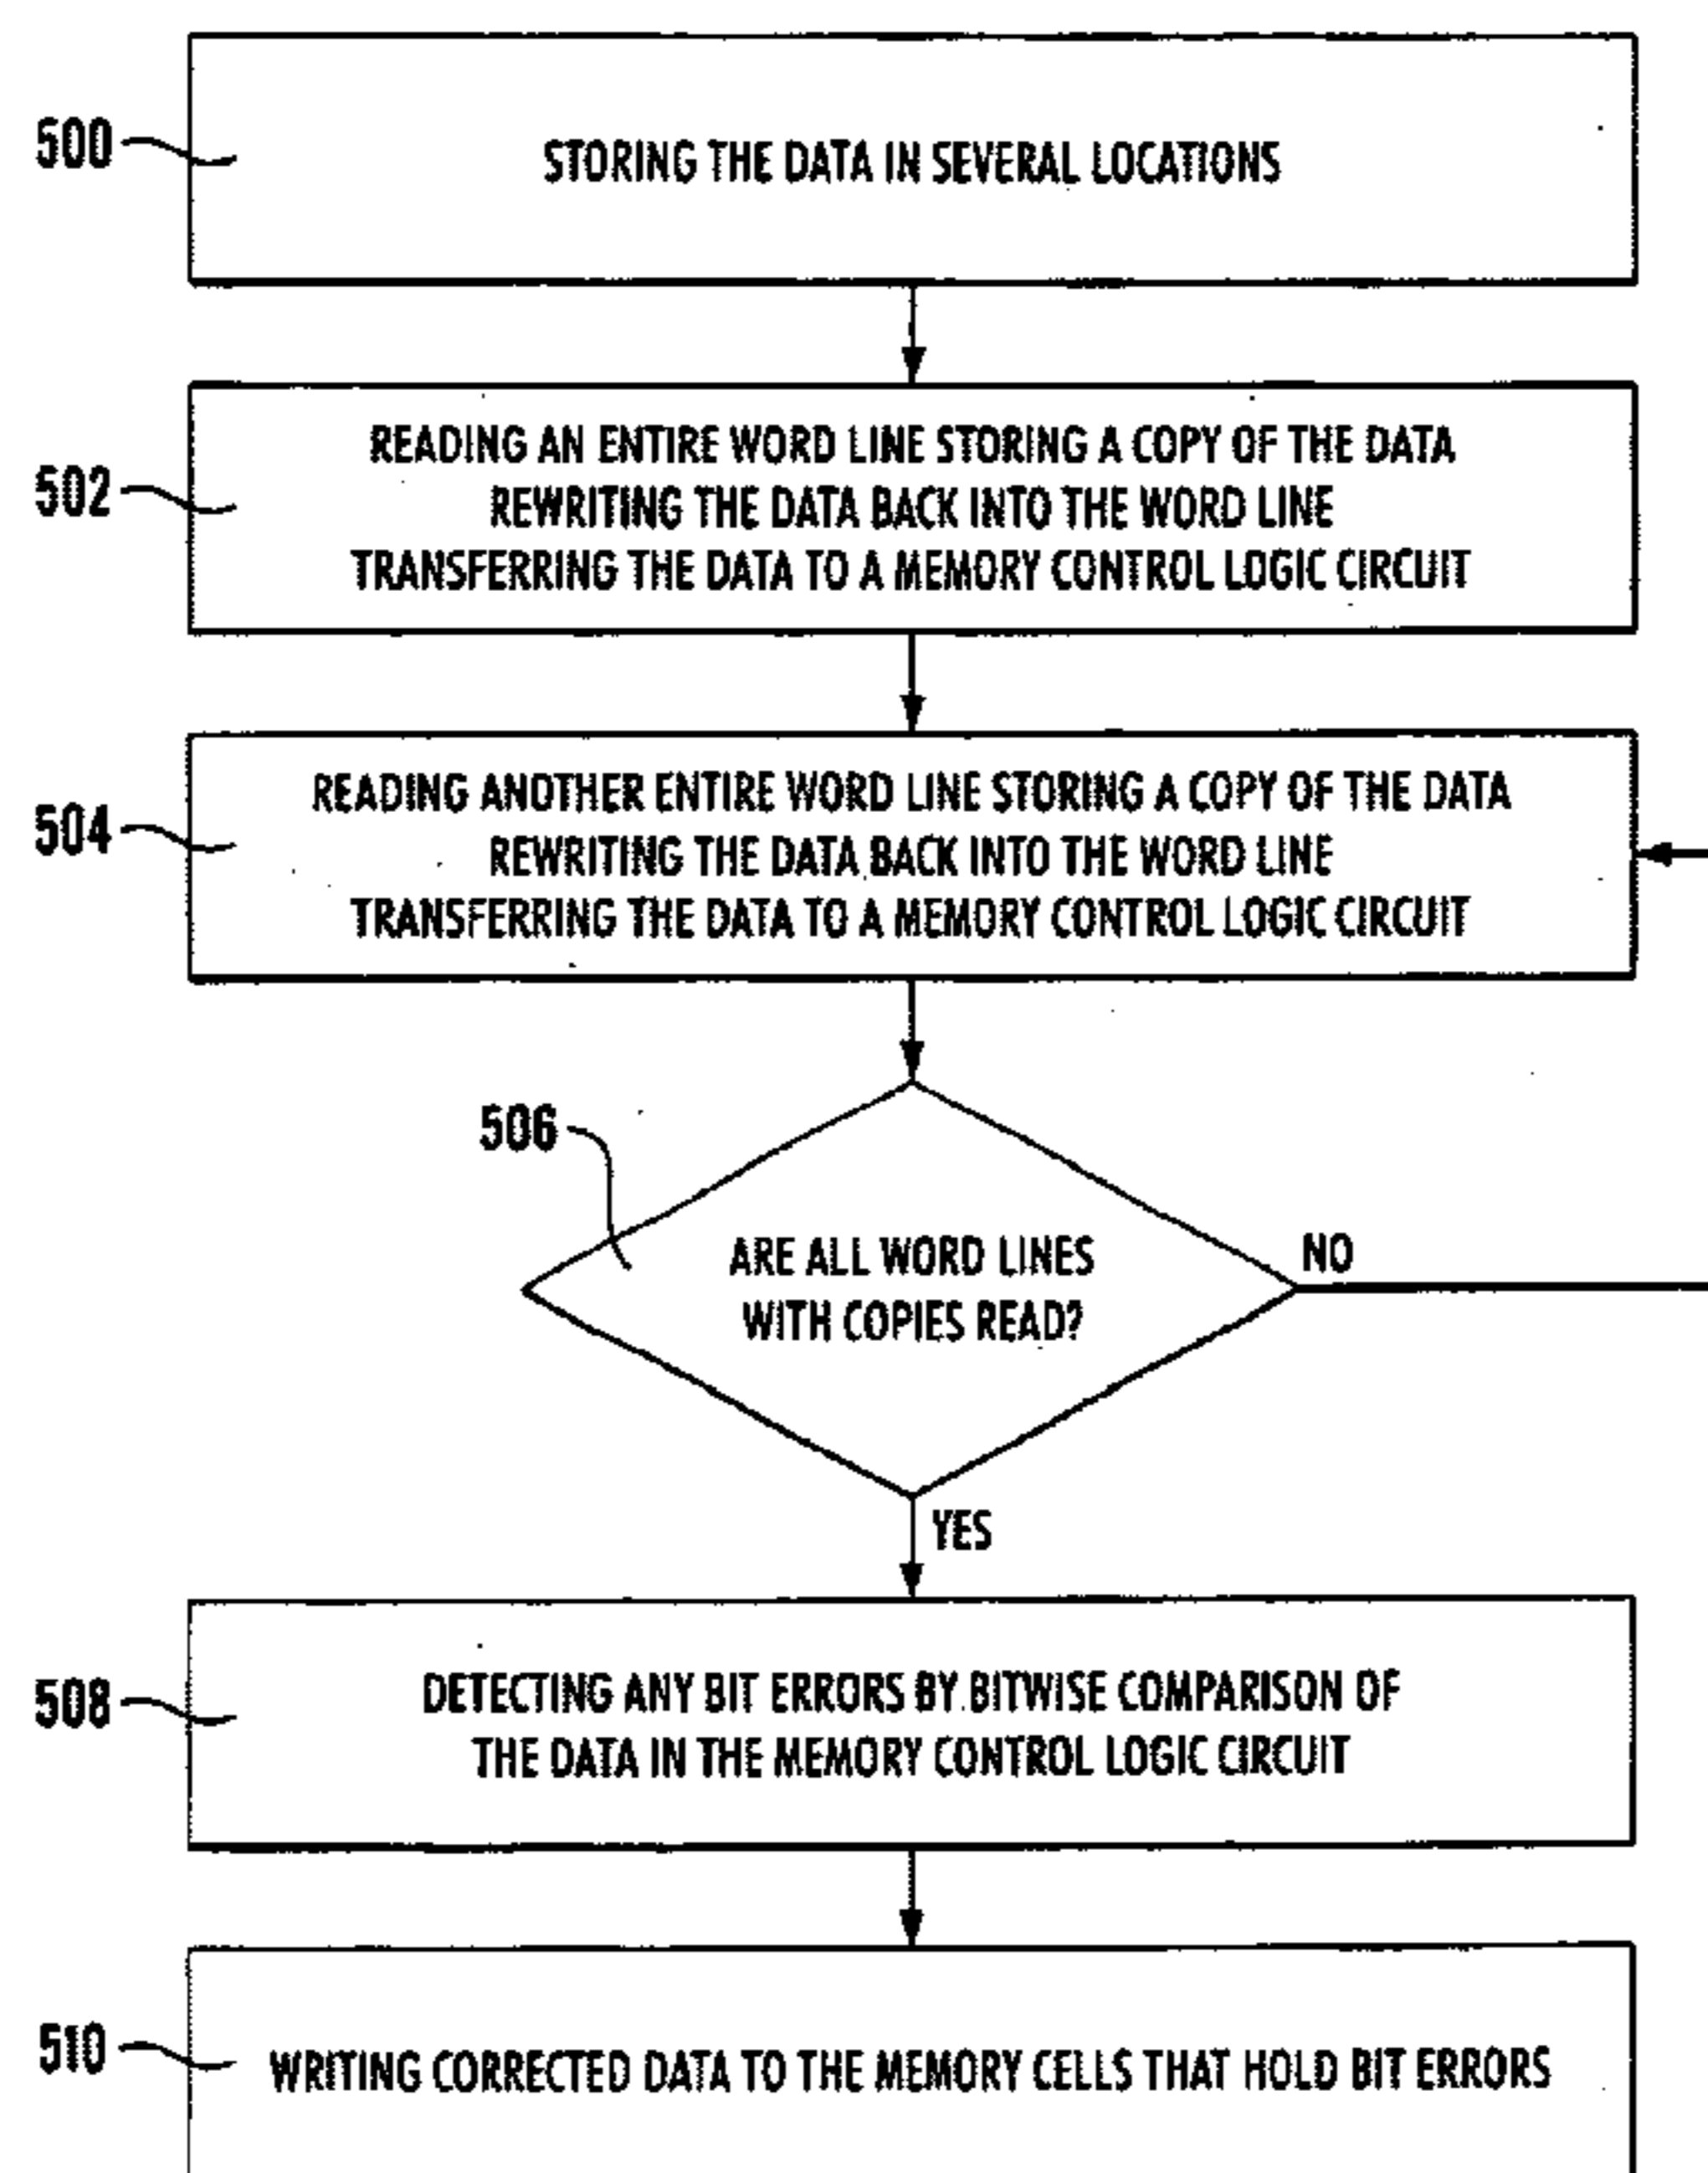 500
STORING THE DATA IN SEVERAL LOCATIONS
502
READING AN ENTIRE WORD LINE STORING A COPY OF THE DATA
REWRITING THE DATA BACK INTO THE WORD LINE
TRANSFERRING THE DATA TO A MEMORY CONTROL LOGIC CIRCUIT
504
READING ANOTHER ENTIRE WORD LINE STORING A COPY OF THE DATA
REWRITING THE DATA BACK INTO THE WORD LINE
TRANSFERRING THE DATA TO A MEMORY CONTROL LOGIC CIRCUIT
506
ARE ALL WORD LINES
WITH COPIES READ?
NO
YES
508
DETECTING ANY BIT ERRORS BY BITWISE COMPARISON OF
THE DATA IN THE MEMORY CONTROL LOGIC CIRCUIT
510
WRITING CORRECTED DATA TO THE MEMORY CELLS THAT HOLD BIT ERRORS